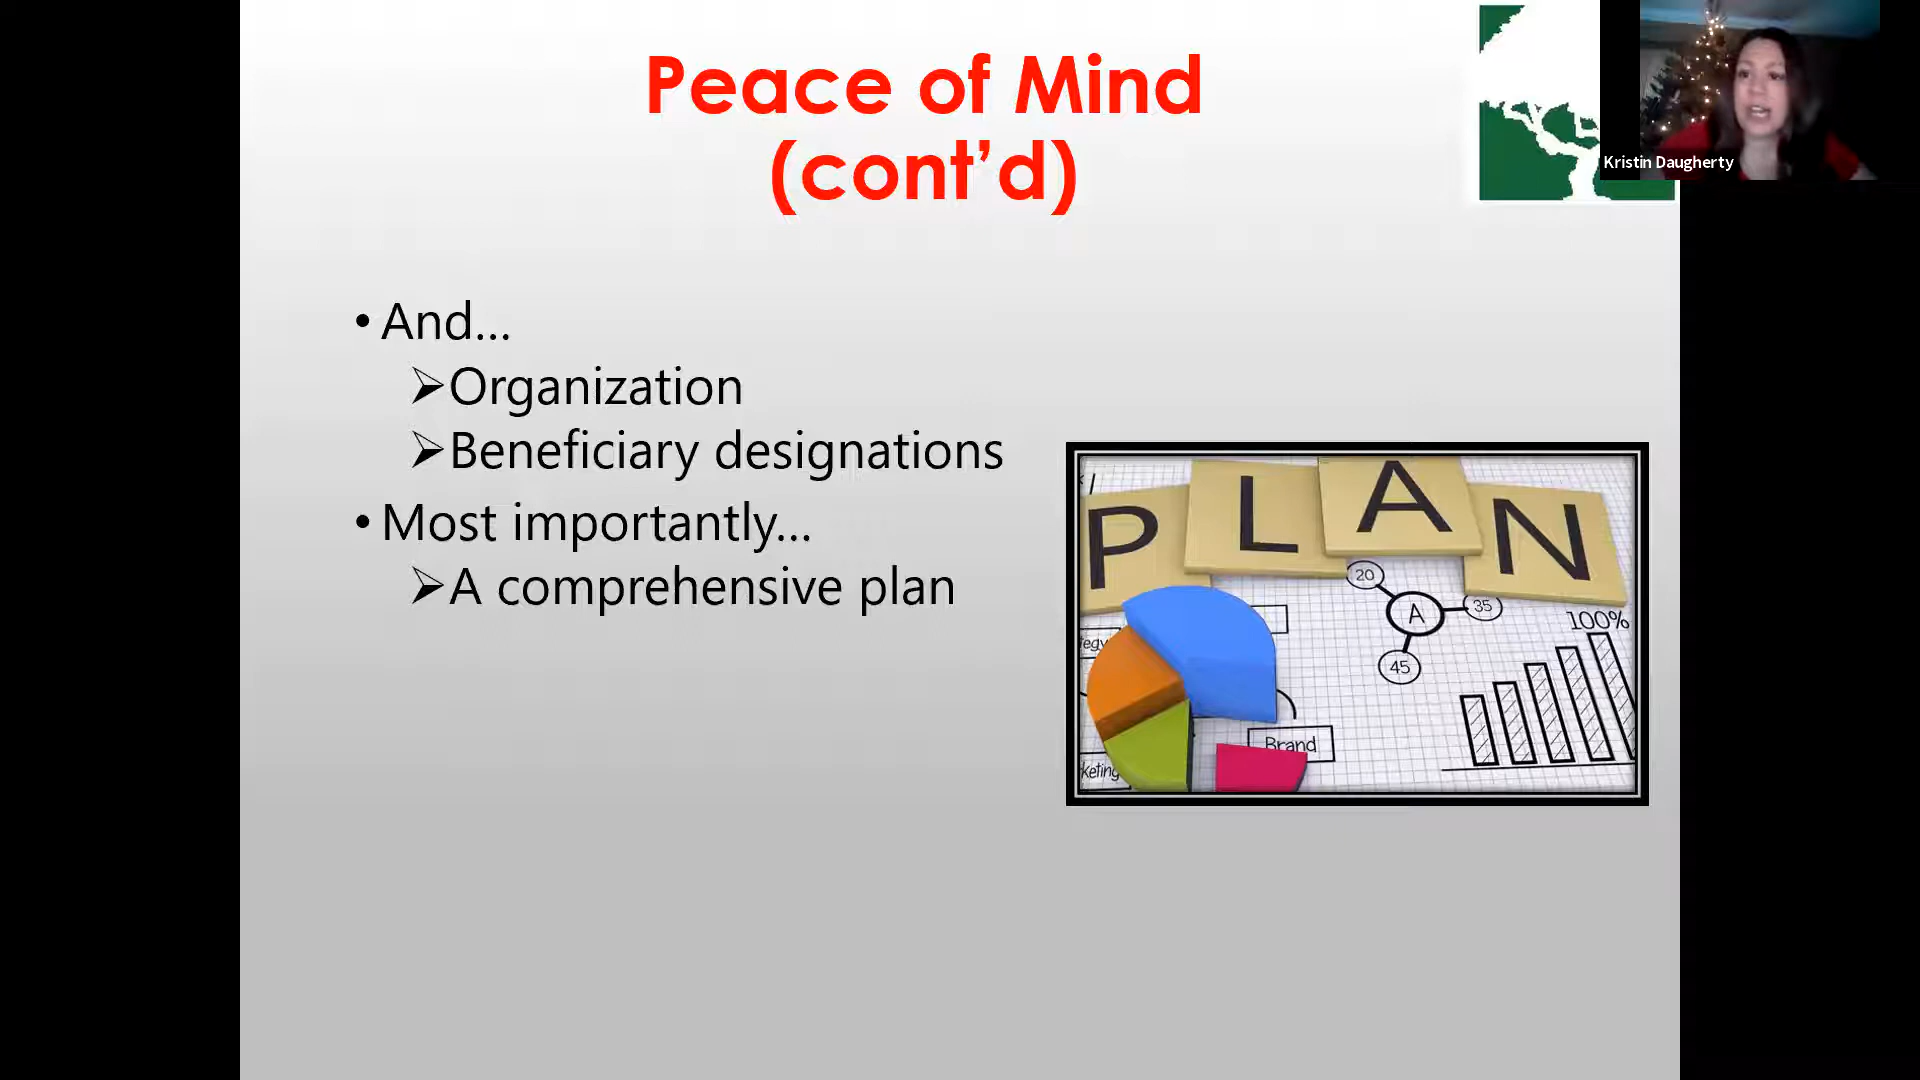 Peace of Mind
(cont’d)
Kristin Daugherty
• And...
➢Organization
➢Beneficiary designations
• Most importantly...
➢A comprehensive plan
P L A N
20
A
35
45
100%
Brand